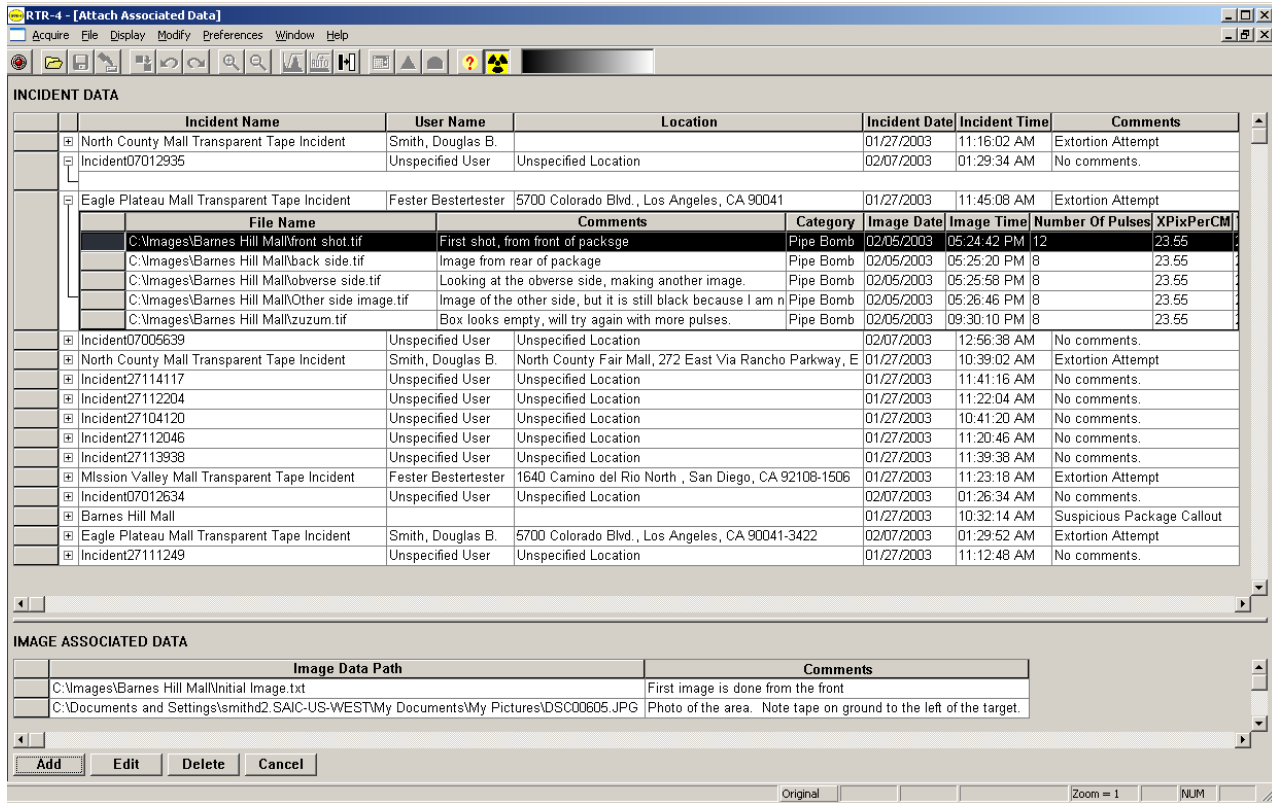 RTR-4 - [Attach Associated Data]
Acquire File Display Modify Preferences Window Help
INCIDENT DATA
Incident Name User Name Location Incident Date Incident Time Comments
North County Mall Transparent Tape Incident Smith, Douglas B. 01/27/2003 11:16:02 AM Extortion Attempt
Incident07012935 Unspecified User Unspecified Location 02/07/2003 01:29:34 AM No comments.
Eagle Plateau Mall Transparent Tape Incident Fester Bestertester 5700 Colorado Blvd., Los Angeles, CA 90041 01/27/2003 11:45:08 AM Extortion Attempt
File Name Comments Category Image Date Image Time Number Of Pulses XPixPerCM
C:\Images\Barnes Hill Mall\front shot.tif First shot, from front of packsge Pipe Bomb 02/05/2003 05:24:42 PM 12 23.55
C:\Images\Barnes Hill Mall\back side.tif Image from rear of package Pipe Bomb 02/05/2003 05:25:20 PM 8 23.55
C:\Images\Barnes Hill Mall\obverse side.tif Looking at the obverse side, making another image. Pipe Bomb 02/05/2003 05:25:58 PM 8 23.55
C:\Images\Barnes Hill Mall\Other side image.tif Image of the other side, but it is still black because I am n Pipe Bomb 02/05/2003 05:26:46 PM 8 23.55
C:\Images\Barnes Hill Mall\zuzum.tif Box looks empty, will try again with more pulses. Pipe Bomb 02/05/2003 09:30:10 PM 8 23.55
Incident07005639 Unspecified User Unspecified Location 02/07/2003 12:56:38 AM No comments.
North County Mall Transparent Tape Incident Smith, Douglas B. North County Fair Mall, 272 East Via Rancho Parkway, E 01/27/2003 10:39:02 AM Extortion Attempt
Incident27114117 Unspecified User Unspecified Location 01/27/2003 11:41:16 AM No comments.
Incident27112204 Unspecified User Unspecified Location 01/27/2003 11:22:04 AM No comments.
Incident27104120 Unspecified User Unspecified Location 01/27/2003 10:41:20 AM No comments.
Incident27112046 Unspecified User Unspecified Location 01/27/2003 11:20:46 AM No comments.
Incident27113938 Unspecified User Unspecified Location 01/27/2003 11:39:38 AM No comments.
MIssion Valley Mall Transparent Tape Incident Fester Bestertester 1640 Camino del Rio North , San Diego, CA 92108-1506 01/27/2003 11:23:18 AM Extortion Attempt
Incident07012634 Unspecified User Unspecified Location 02/07/2003 01:26:34 AM No comments.
Barnes Hill Mall 01/27/2003 10:32:14 AM Suspicious Package Callout
Eagle Plateau Mall Transparent Tape Incident Smith, Douglas B. 5700 Colorado Blvd., Los Angeles, CA 90041-3422 02/07/2003 01:29:52 AM Extortion Attempt
Incident27111249 Unspecified User Unspecified Location 01/27/2003 11:12:48 AM No comments.
IMAGE ASSOCIATED DATA
Image Data Path Comments
C:\Images\Barnes Hill Mall\Initial Image.txt First image is done from the front
C:\Documents and Settings\smithd2.SAIC-US-WEST\My Documents\My Pictures\DSC00605.JPG Photo of the area. Note tape on ground to the left of the target.
Add Edit Delete Cancel
Original Zoom = 1 NUM